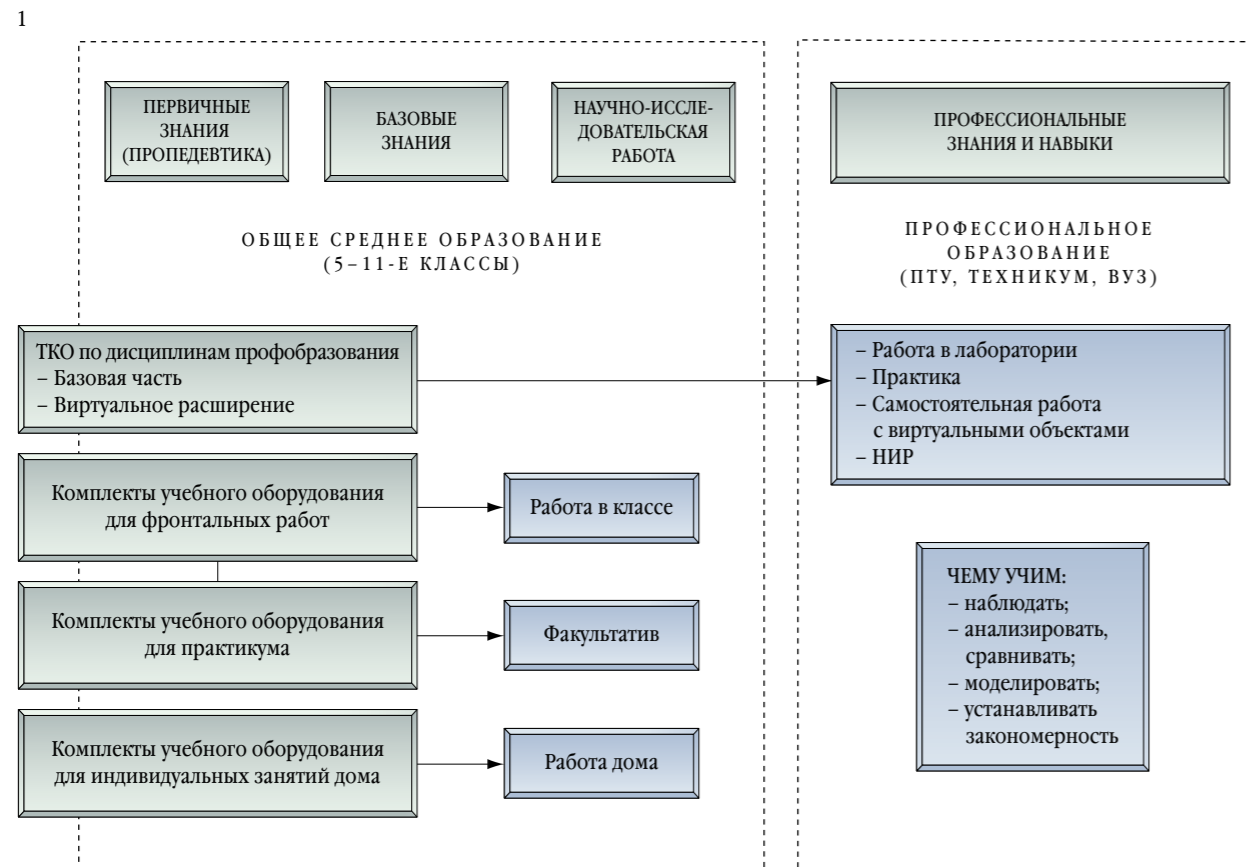 1
ПЕРВИЧНЫЕ
ЗНАНИЯ
(ПРОПЕДЕВТИКА)
БАЗОВЫЕ
ЗНАНИЯ
НАУЧНО-ИССЛЕ-
ДОВАТЕЛЬСКАЯ
РАБОТА
ПРОФЕССИОНАЛЬНЫЕ
ЗНАНИЯ И НАВЫКИ
ОБЩЕЕ СРЕДНЕЕ ОБРАЗОВАНИЕ
(5–11-Е КЛАССЫ)
ПРОФЕССИОНАЛЬНОЕ
ОБРАЗОВАНИЕ
(ПТУ, ТЕХНИКУМ, ВУЗ)
ТКО по дисциплинам профобразования
– Базовая часть
– Виртуальное расширение
– Работа в лаборатории
– Практика
– Самостоятельная работа
с виртуальными объектами
– НИР
Комплекты учебного оборудования
для фронтальных работ
Работа в классе
Комплекты учебного оборудования
для практикума
Факультатив
Комплекты учебного оборудования
для индивидуальных занятий дома
Работа дома
ЧЕМУ УЧИМ:
– наблюдать;
– анализировать,
сравнивать;
– моделировать;
– устанавливать
закономерность